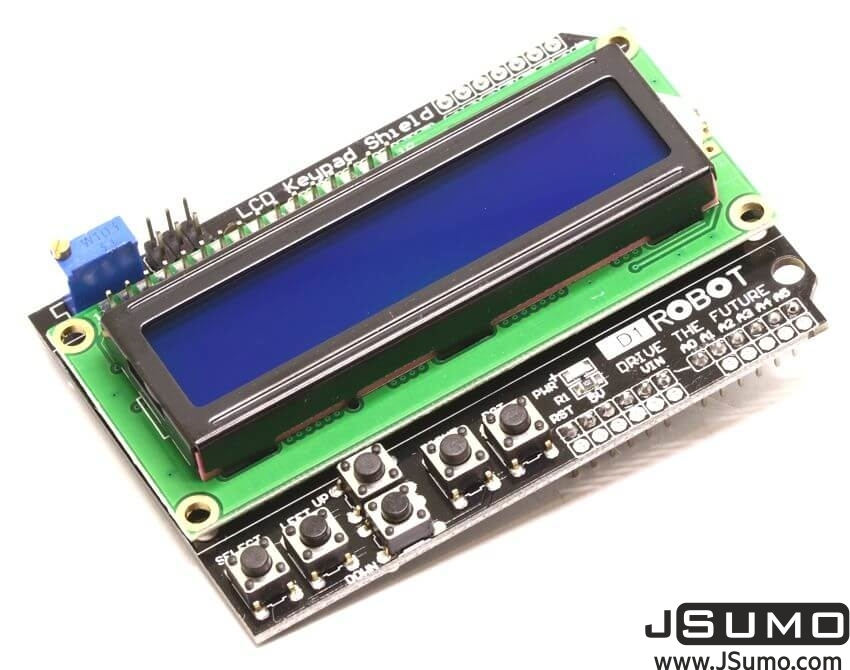 LCD Keypad Shield
W103
D1 ROBOT
DRIVE THE FUTURE
A0 A1 A2 A3 A4 A5
VIN
PWR
R1
5V
RST
RST
UP
LEFT
SELECT
DOWN
JSUMO
www.JSumo.com